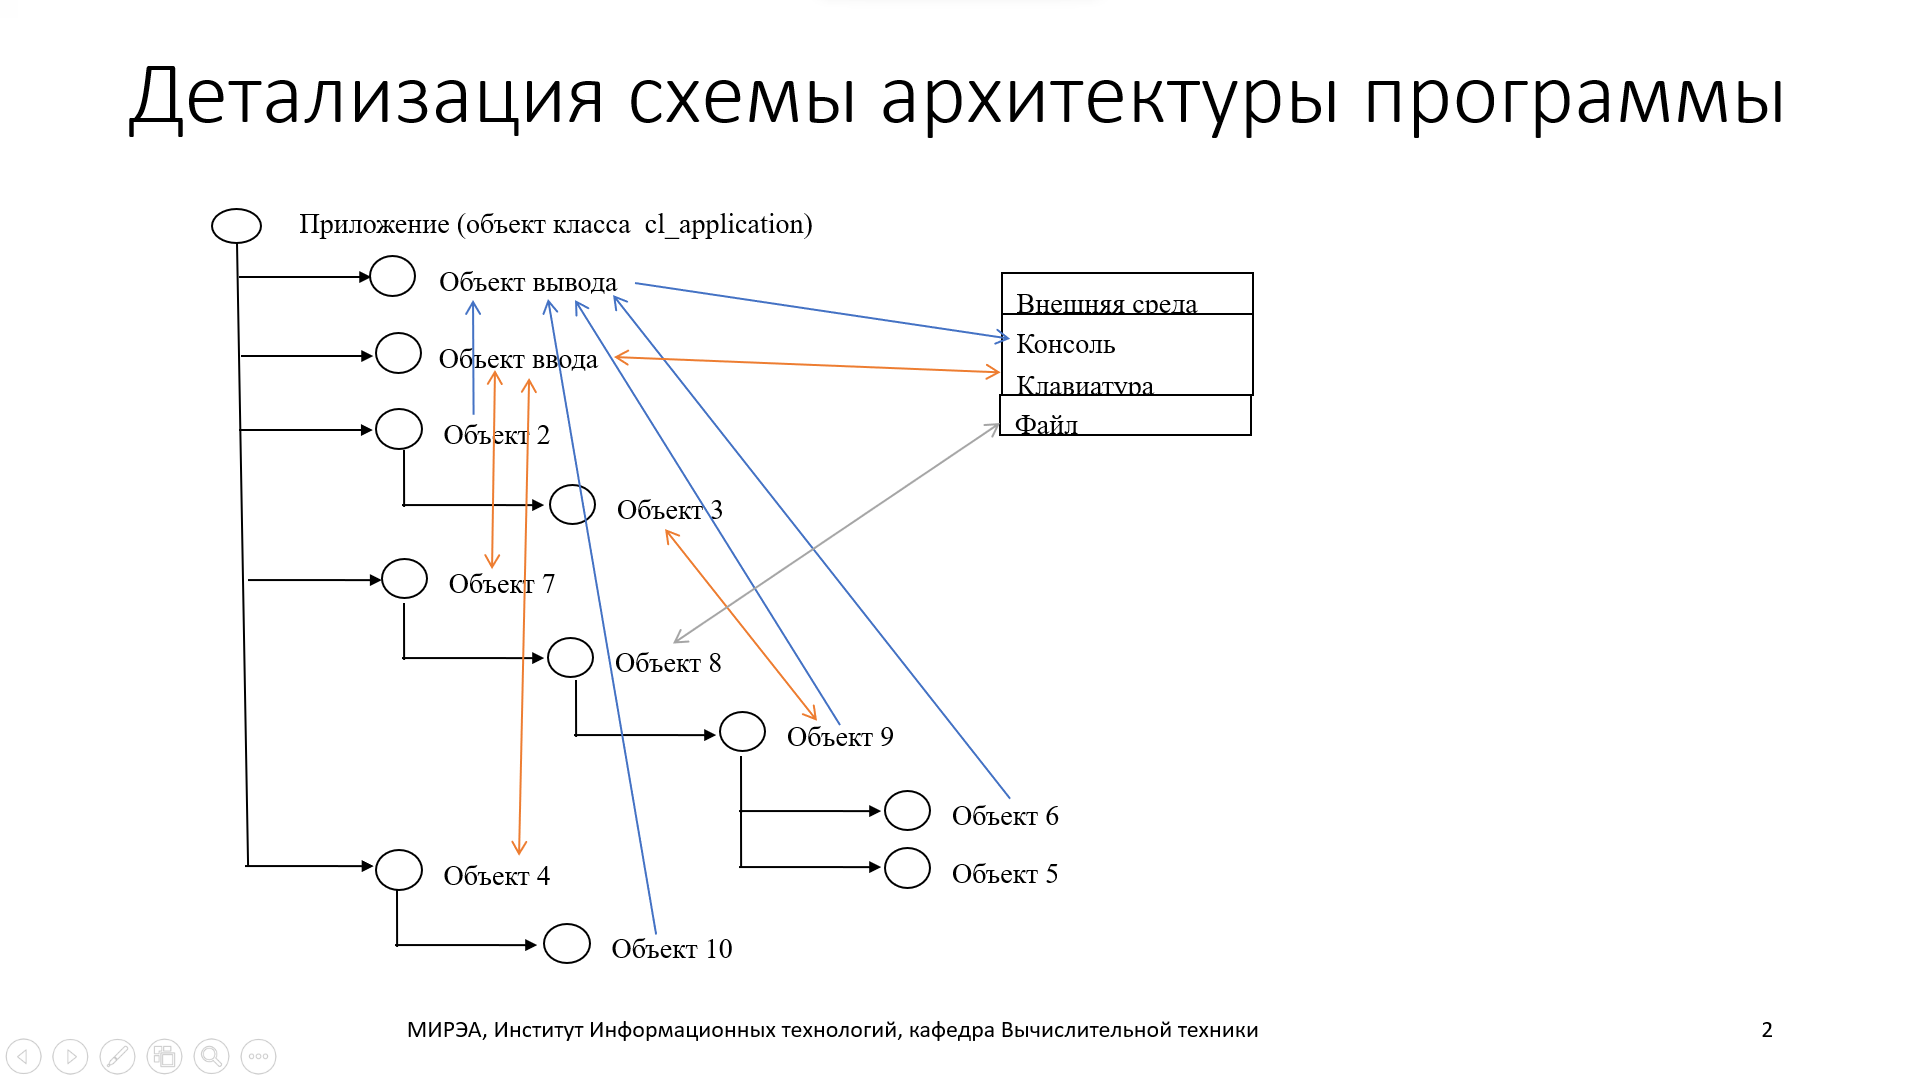 Детализация схемы архитектуры программы
Приложение (объект класса cl_application)
Объект вывода
Внешняя среда
Консоль
Объект ввода
Клавиатура
Файл
Объект 2
Объект 3
Объект 7
Объект 8
Объект 9
Объект 6
Объект 4
Объект 5
Объект 10
МИРЭА, Институт Информационных технологий, кафедра Вычислительной техники
2